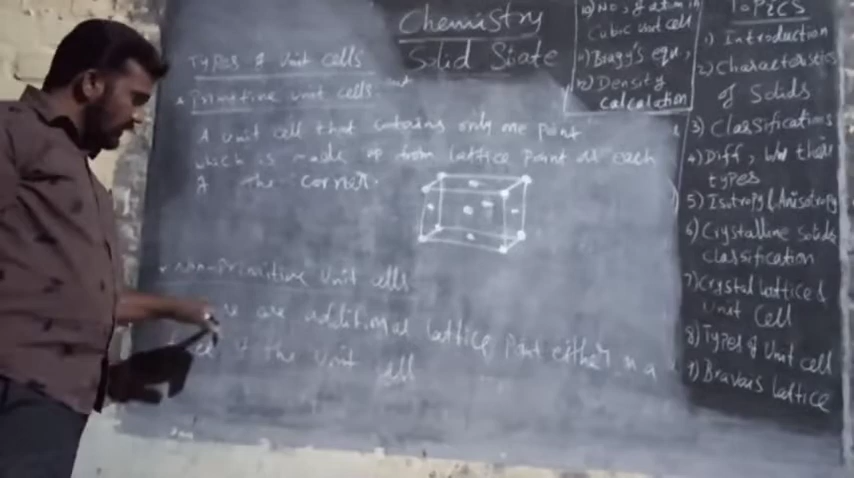 Chemistry
Solid State
Types of Unit cells
* Primitive unit cells
A unit cell that contains only one point
which is made up from lattice point at each
of the corner.
* non-primitive Unit cells
are additional lattice point either in a
of the unit cell
10) No, of atom in
Cubic unit cell
11) Bragg's equ,
12) Density
calculation
TOPICS
1) Introduction
2) Characteristics
of Solids
3) Classifications
4) Diff, b/w their
types
5) Isotropy & Anisotropy
6) Crystalline Solids
classification
7) Crystal lattice &
Unit cell
8) Types of Unit cell
9) Bravais lattice